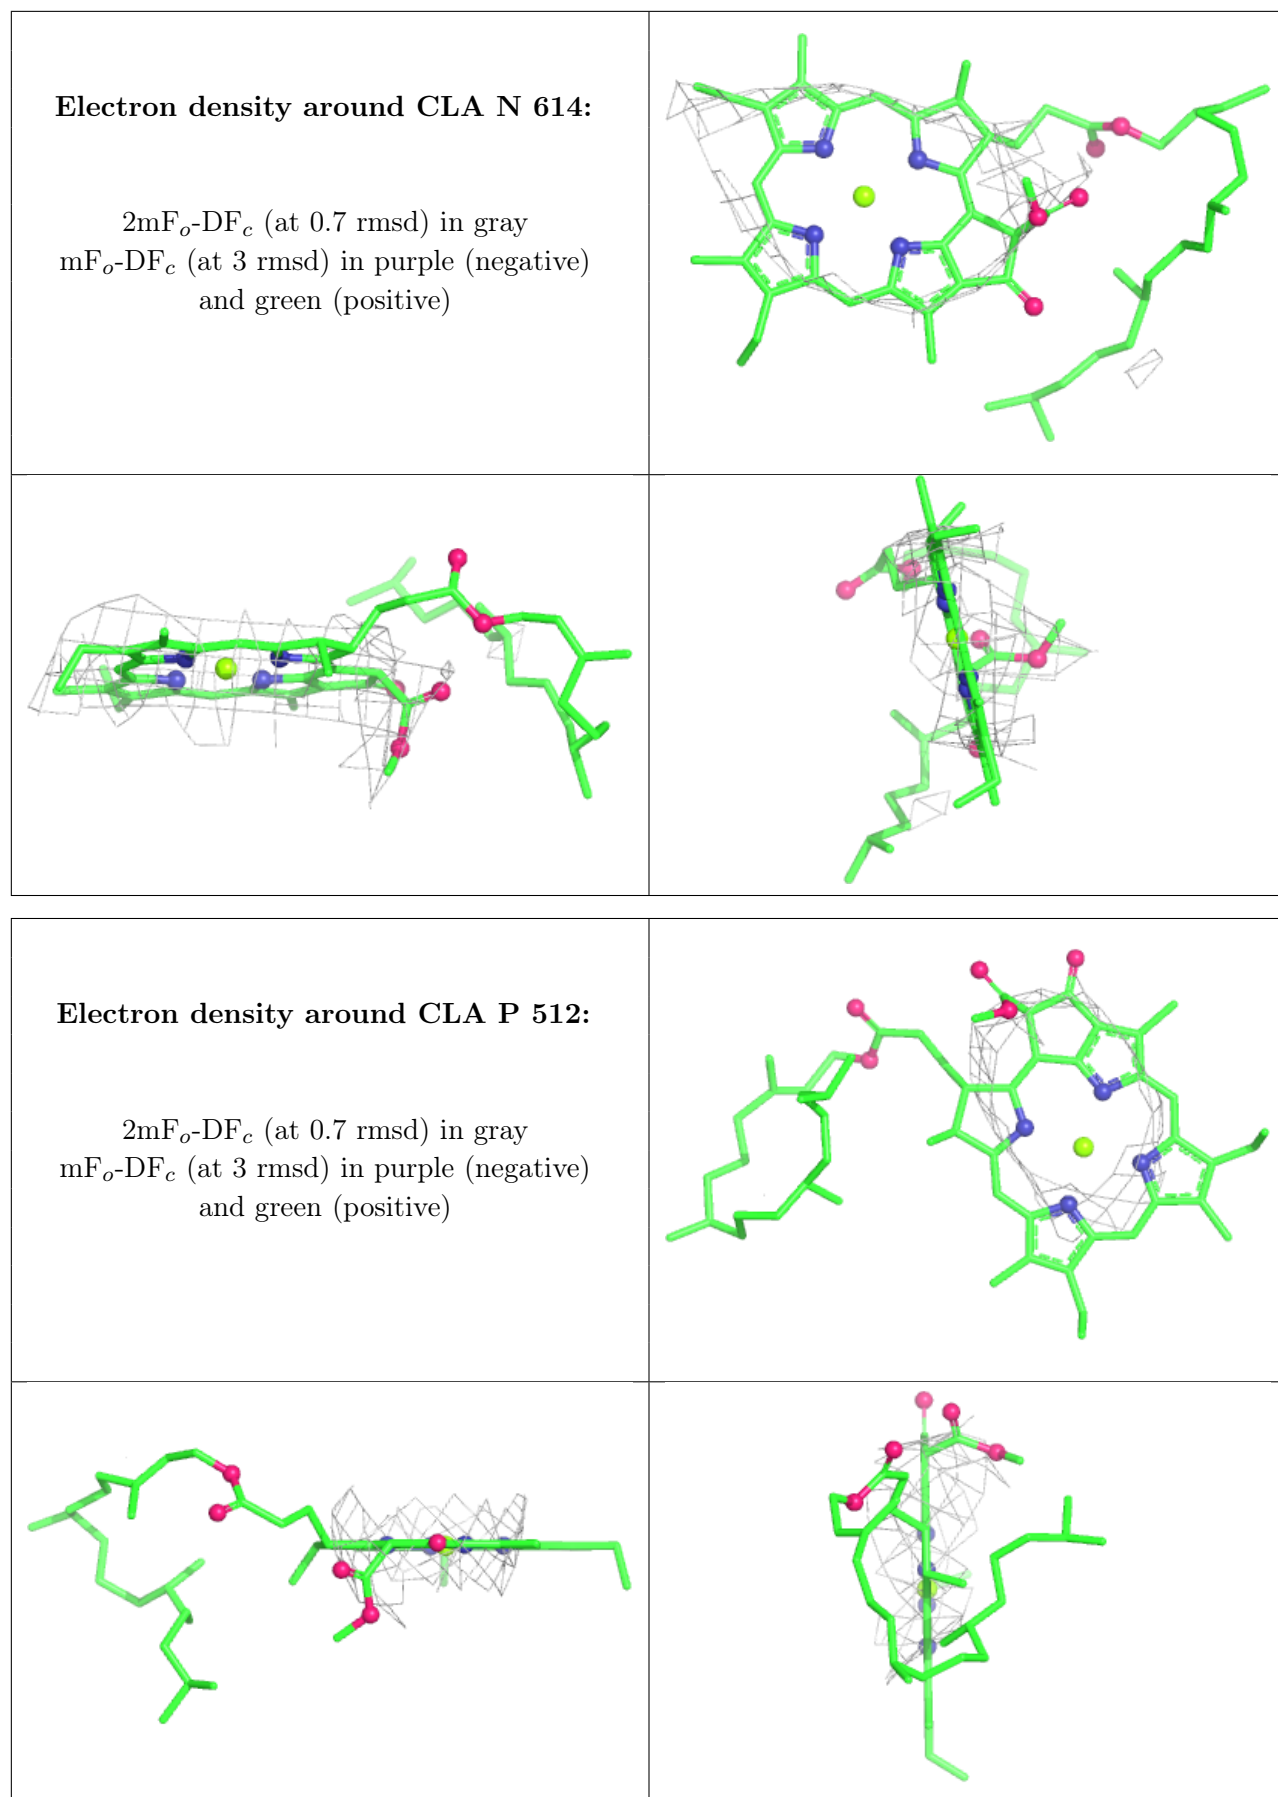 Electron density around CLA N 614:
2mFo-DFc (at 0.7 rmsd) in gray
mFo-DFc (at 3 rmsd) in purple (negative)
and green (positive)
Electron density around CLA P 512:
2mFo-DFc (at 0.7 rmsd) in gray
mFo-DFc (at 3 rmsd) in purple (negative)
and green (positive)